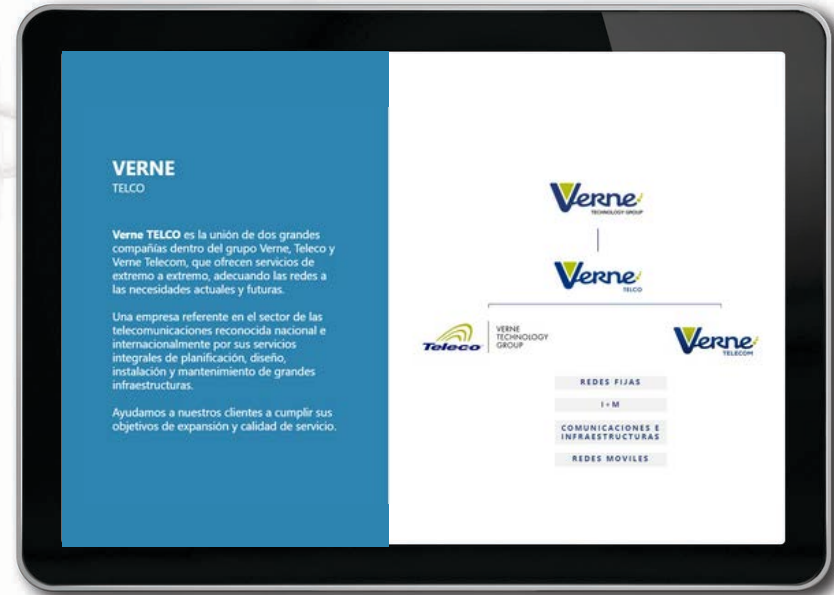 VERNE
TELCO
Verne TELCO es la unión de dos grandes
compañías dentro del grupo Verne, Teleco y
Verne Telecom, que ofrecen servicios de
extremo a extremo, adecuando las redes a
las necesidades actuales y futuras.
Una empresa referente en el sector de las
telecomunicaciones reconocida nacional e
internacionalmente por sus servicios
integrales de planificación, diseño,
instalación y mantenimiento de grandes
infraestructuras.
Ayudamos a nuestros clientes a cumplir sus
objetivos de expansión y calidad de servicio.
Verne
TECHNOLOGY GROUP
Verne
TELCO
Teleco
VERNE
TECHNOLOGY
GROUP
Verne
TELECOM
REDES FIJAS
I+M
COMUNICACIONES E
INFRAESTRUCTURAS
REDES MOVILES